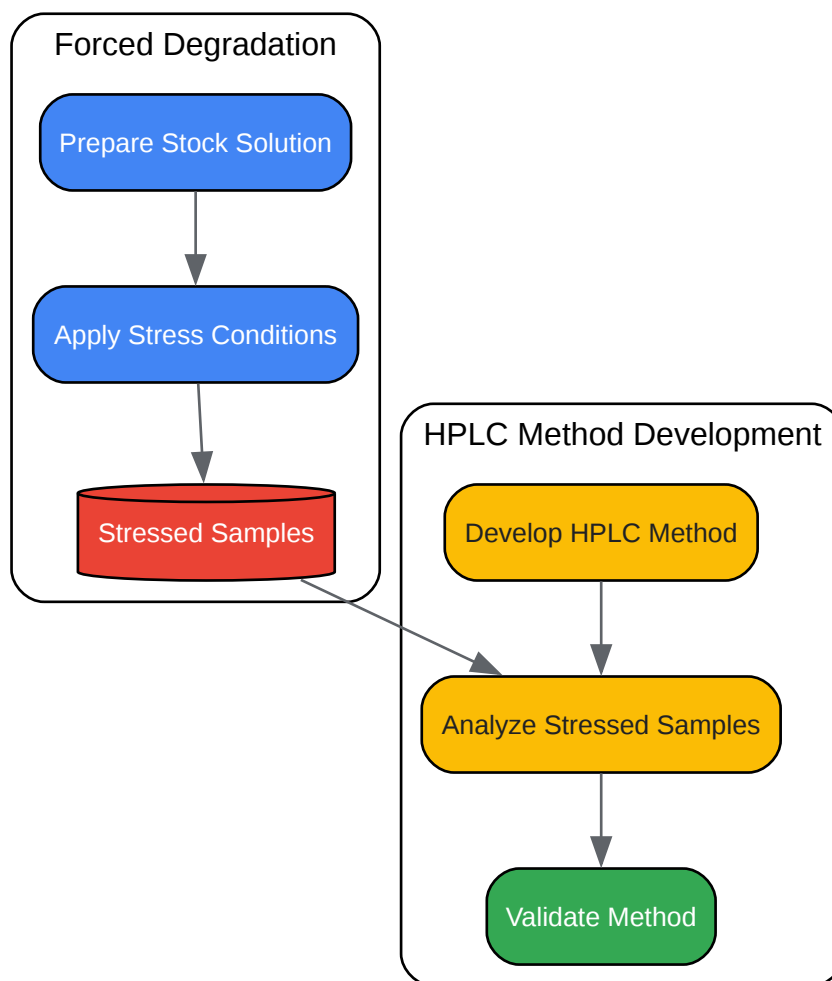 Forced Degradation
Prepare Stock Solution
Apply Stress Conditions
Stressed Samples
HPLC Method Development
Develop HPLC Method
Analyze Stressed Samples
Validate Method